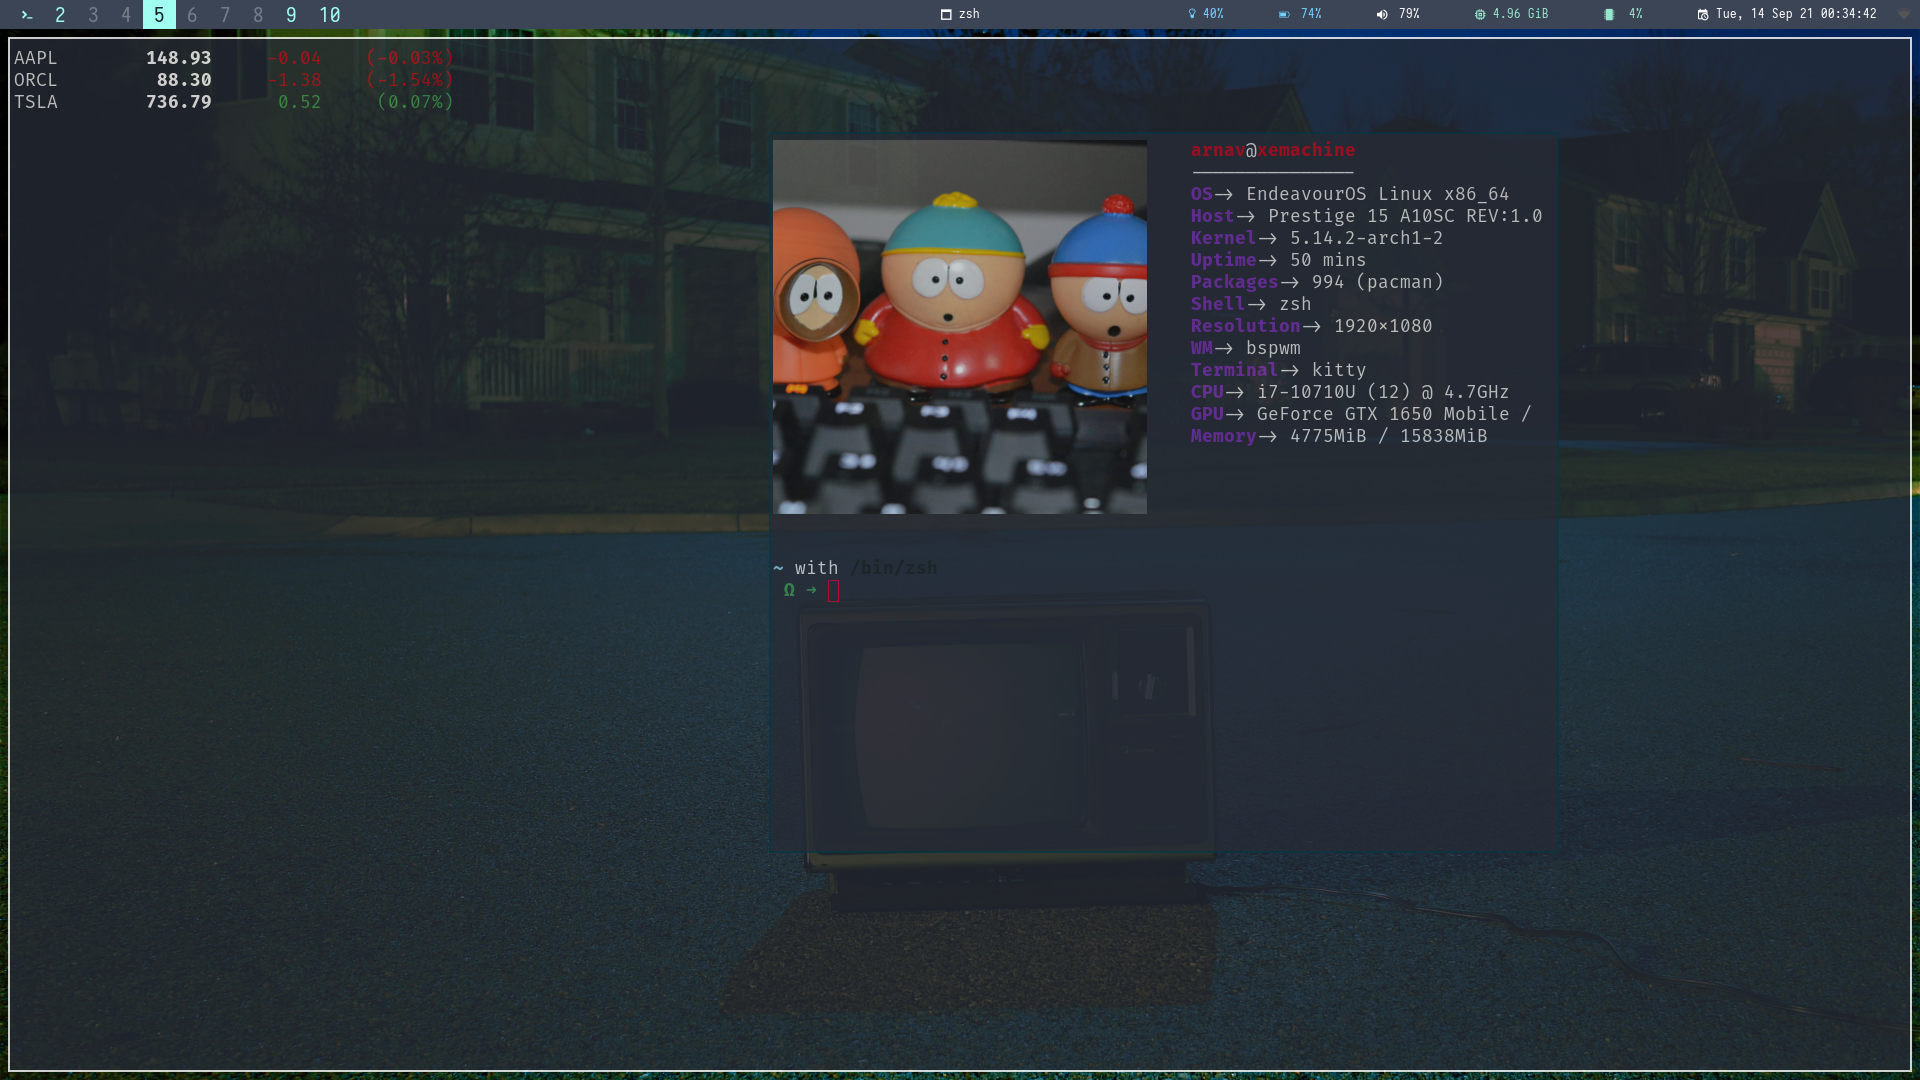 2 3 4 5 6 7 8 9 10
zsh
40% 74% 79% 4.96 GiB 4% Tue, 14 Sep 21 00:34:42
AAPL 148.93 -0.04 (-0.03%)
ORCL 88.30 -1.38 (-1.54%)
TSLA 736.79 0.52 (0.07%)
arnav@xemachine
---------------
OS-> EndeavourOS Linux x86_64
Host-> Prestige 15 A10SC REV:1.0
Kernel-> 5.14.2-arch1-2
Uptime-> 50 mins
Packages-> 994 (pacman)
Shell-> zsh
Resolution-> 1920×1080
WM-> bspwm
Terminal-> kitty
CPU-> i7-10710U (12) @ 4.7GHz
GPU-> GeForce GTX 1650 Mobile /
Memory-> 4775MiB / 15838MiB
~ with /bin/zsh
Ω ➜